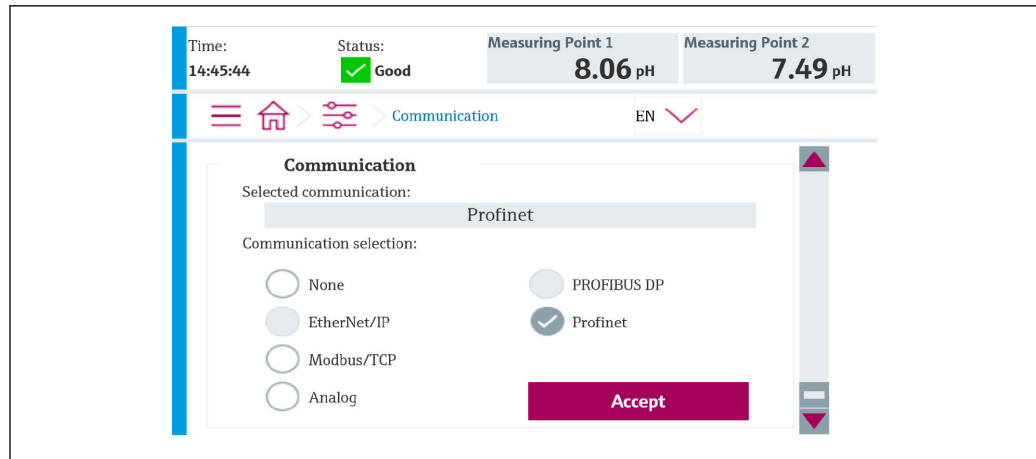 Time: Status: Measuring Point 1 Measuring Point 2
14:45:44 Good 8.06 pH 7.49 pH
Communication EN
Communication
Selected communication:
Profinet
Communication selection:
None PROFIBUS DP
EtherNet/IP Profinet
Modbus/TCP
Analog Accept